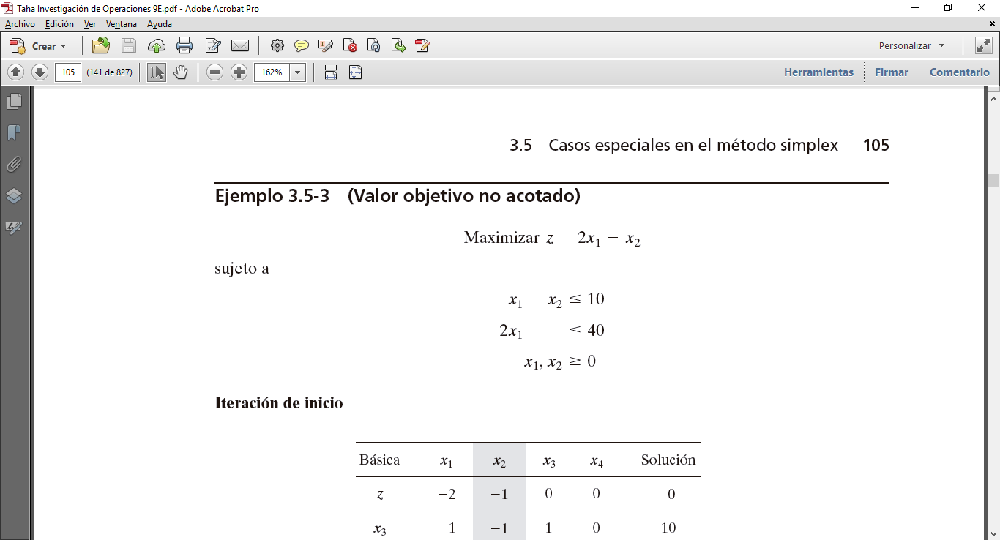 Taha Investigación de Operaciones 9E.pdf - Adobe Acrobat Pro
Archivo Edición Ver Ventana Ayuda
Crear Personalizar
105 (141 de 827) 162% Herramientas Firmar Comentario
3.5 Casos especiales en el método simplex 105
Ejemplo 3.5-3 (Valor objetivo no acotado)
Maximizar z = 2x₁ + x₂
sujeto a
x₁ − x₂ ≤ 10
2x₁ ≤ 40
x₁, x₂ ≥ 0
Iteración de inicio
Básica x₁ x₂ x₃ x₄ Solución
z −2 −1 0 0 0
x₃ 1 −1 1 0 10